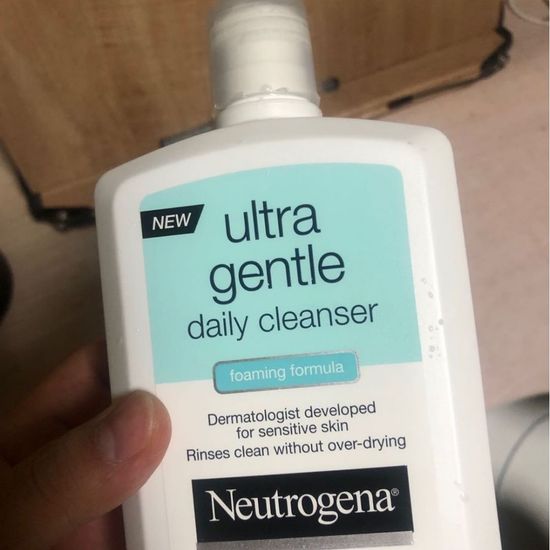 NEW
ultra
gentle
daily cleanser
foaming formula
Dermatologist developed
for sensitive skin
Rinses clean without over-drying
Neutrogena®